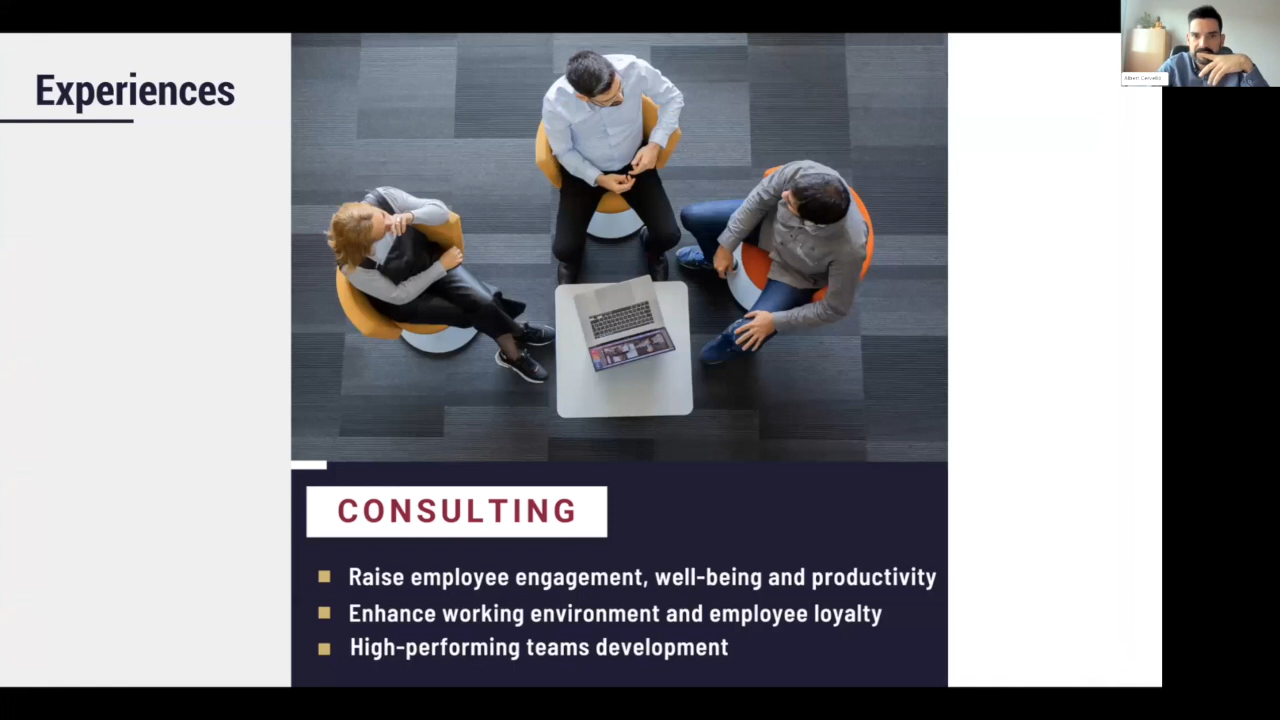 Experiences
CONSULTING
Raise employee engagement, well-being and productivity
Enhance working environment and employee loyalty
High-performing teams development